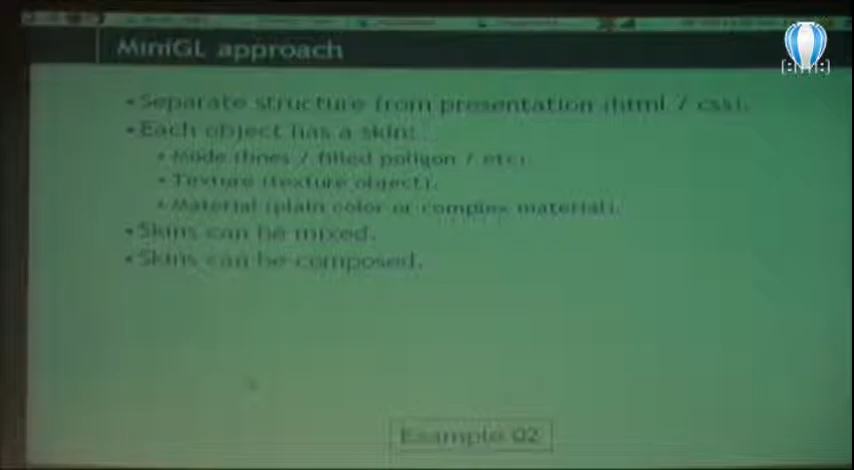 MiniGL approach
• Separate structure from presentation (html / css).
• Each object has a skin:
• Mode (lines / filled poligon / etc).
• Texture (texture object).
• Material (plain color or complex material).
• Skins can be mixed.
• Skins can be composed.
Example 02